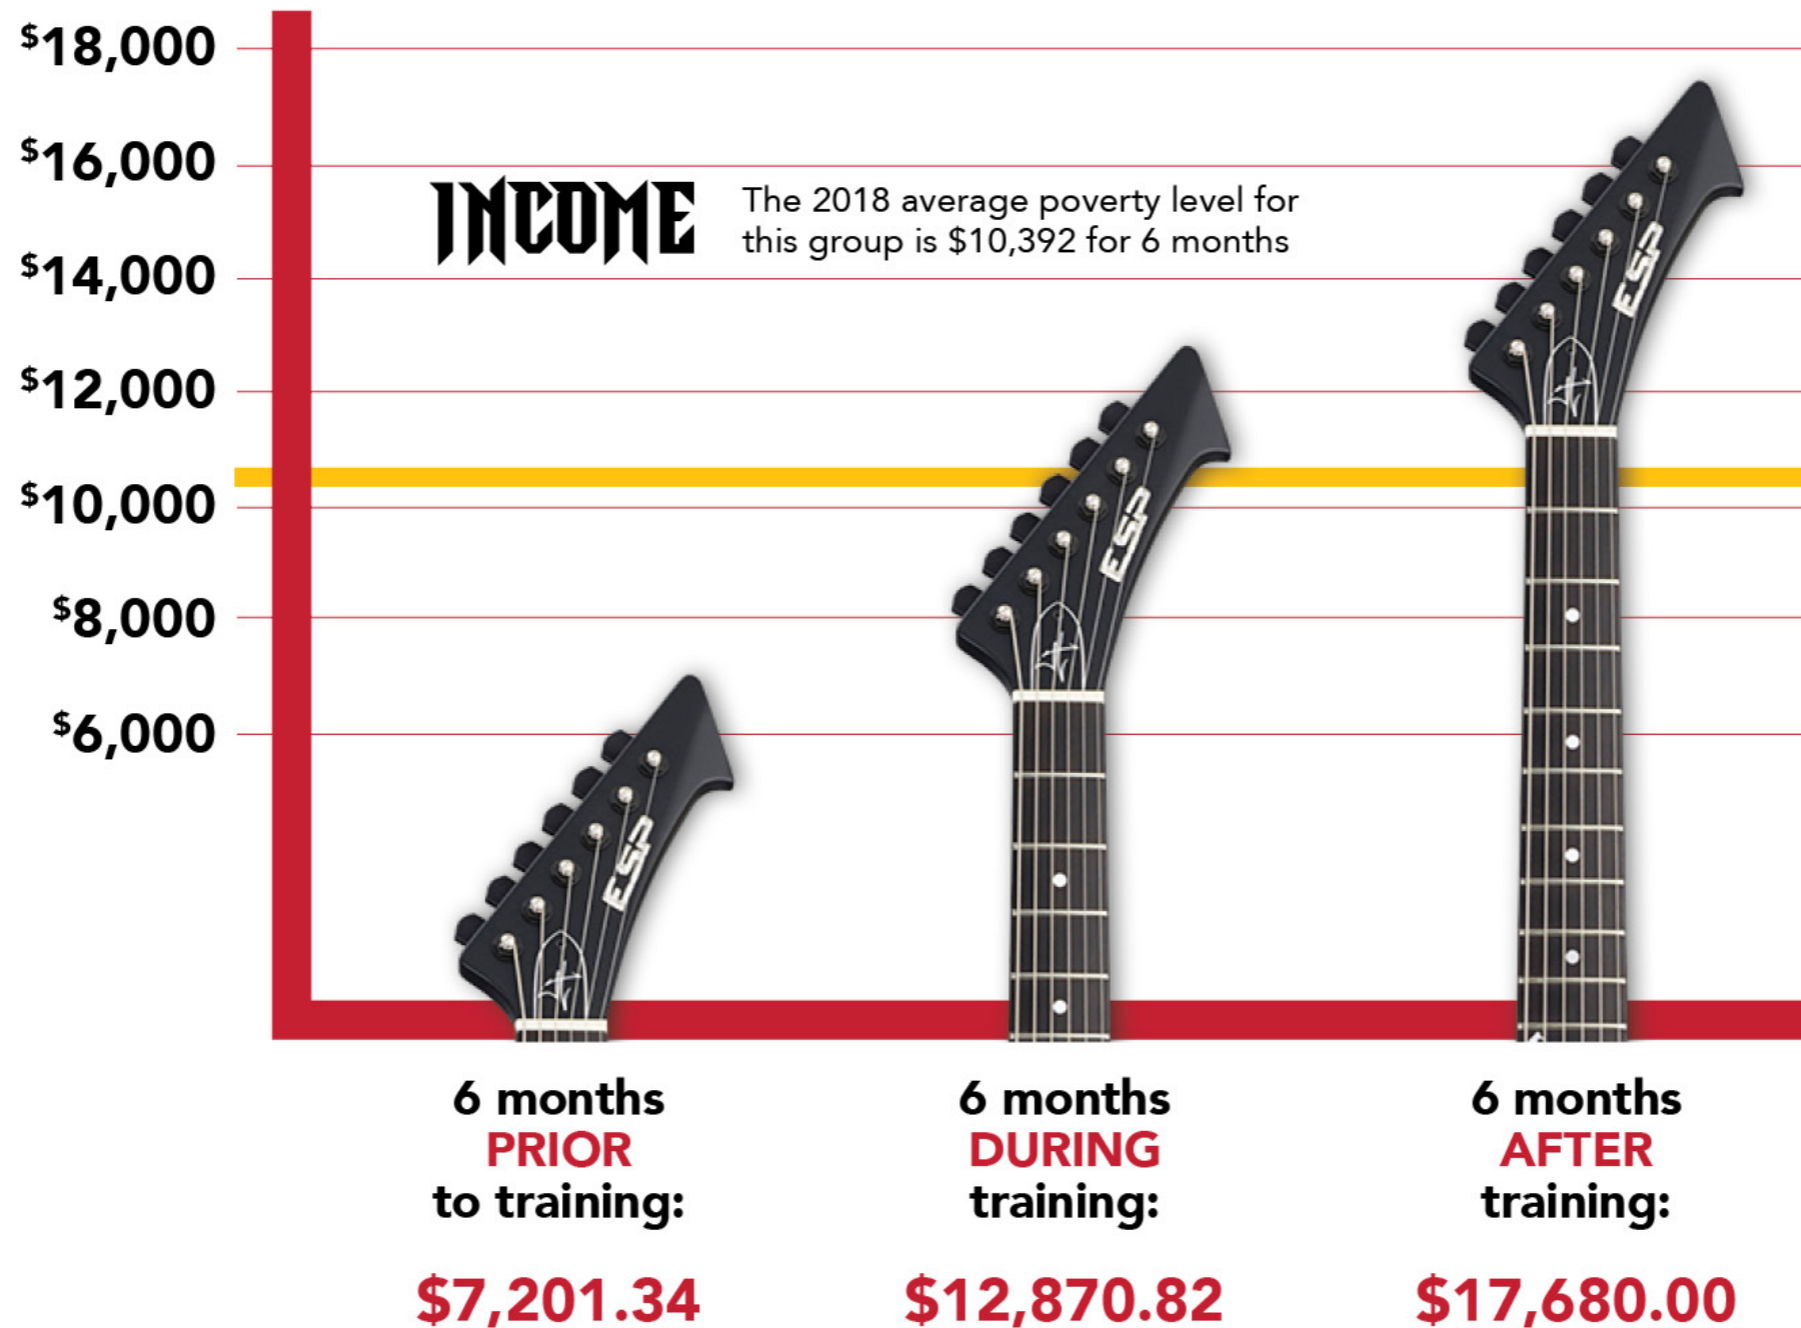 $18,000
$16,000
$14,000
$12,000
$10,000
$8,000
$6,000
INCOME
The 2018 average poverty level for
this group is $10,392 for 6 months
ESP
ESP
ESP
6 months
PRIOR
to training:
$7,201.34
6 months
DURING
training:
$12,870.82
6 months
AFTER
training:
$17,680.00